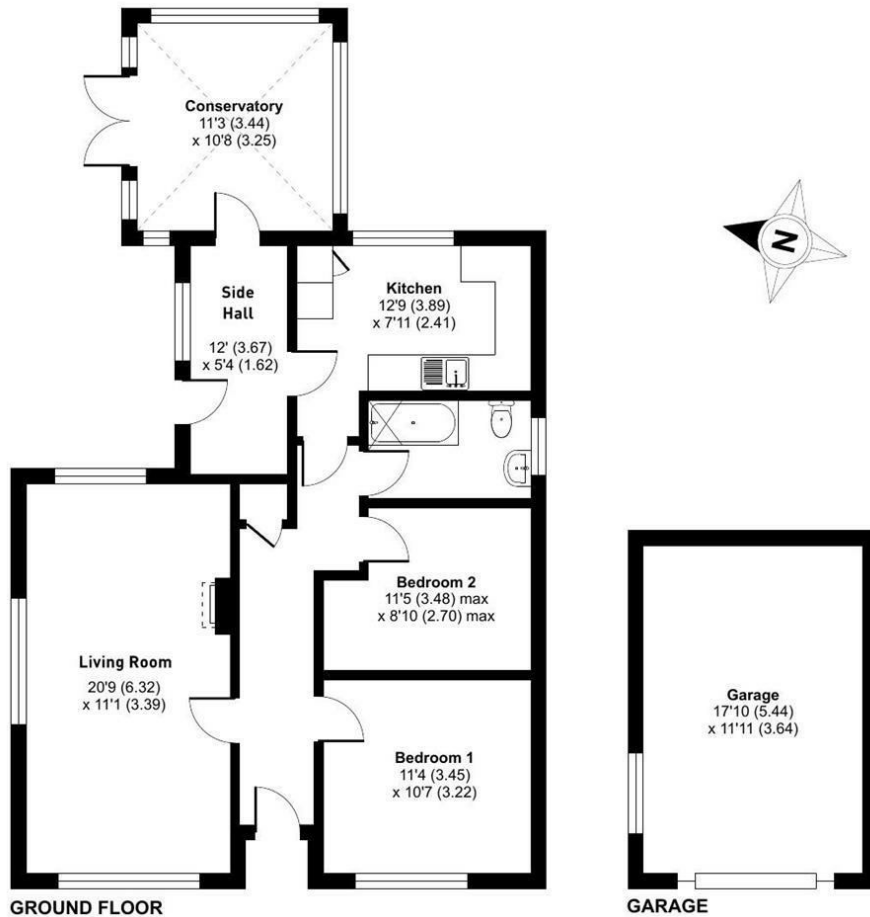 Conservatory
11'3 (3.44)
x 10'8 (3.25)
Side
Hall
12' (3.67)
x 5'4 (1.62)
Kitchen
12'9 (3.89)
x 7'11 (2.41)
N
Bedroom 2
11'5 (3.48) max
x 8'10 (2.70) max
Living Room
20'9 (6.32)
x 11'1 (3.39)
Bedroom 1
11'4 (3.45)
x 10'7 (3.22)
Garage
17'10 (5.44)
x 11'11 (3.64)
GROUND FLOOR
GARAGE